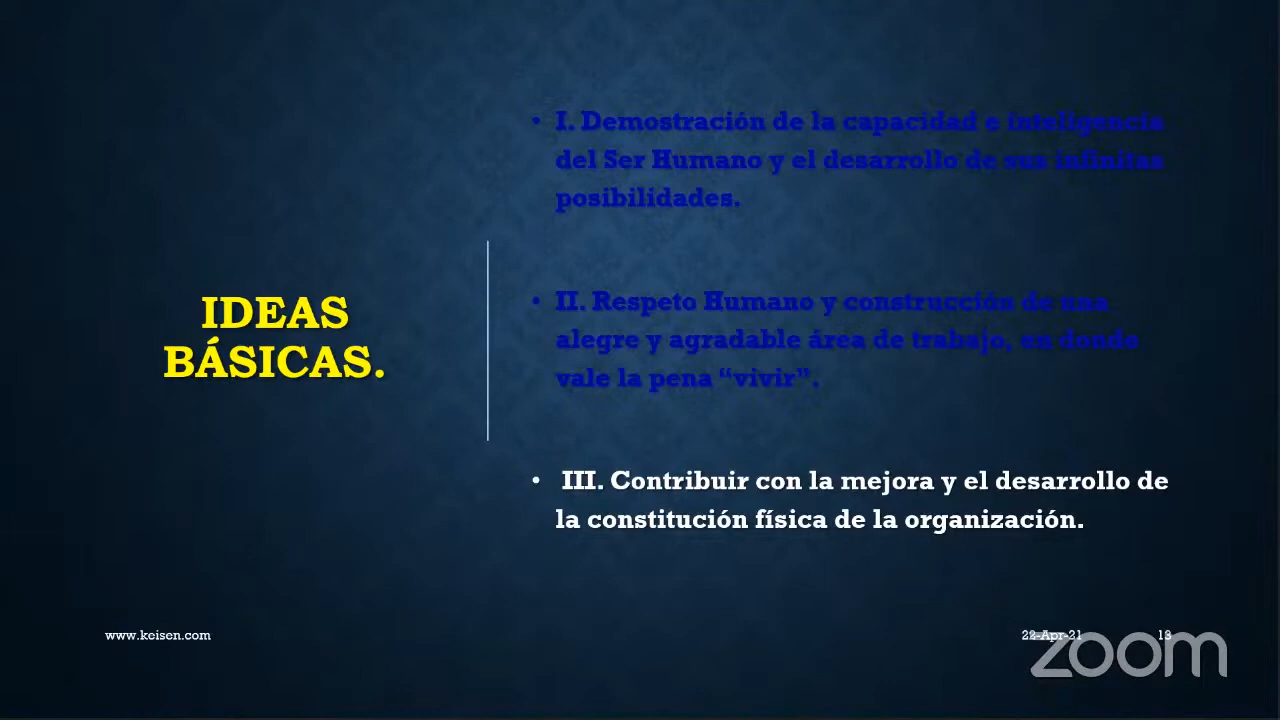 IDEAS
BÁSICAS.
• I. Demostración de la capacidad e inteligencia
del Ser Humano y el desarrollo de sus infinitas
posibilidades.
• II. Respeto Humano y construcción de una
alegre y agradable área de trabajo, en donde
vale la pena “vivir”.
• III. Contribuir con la mejora y el desarrollo de
la constitución física de la organización.
www.keisen.com
22-Apr-21
13
zoom